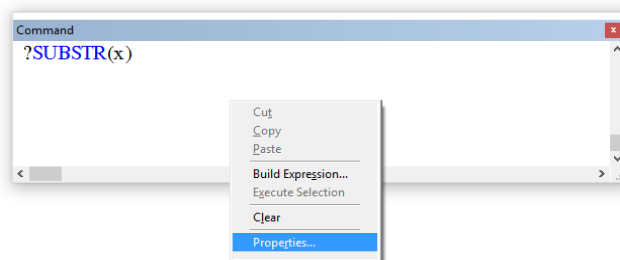 Command
?SUBSTR(x)
Cut
Copy
Paste
Build Expression...
Execute Selection
Clear
Properties...